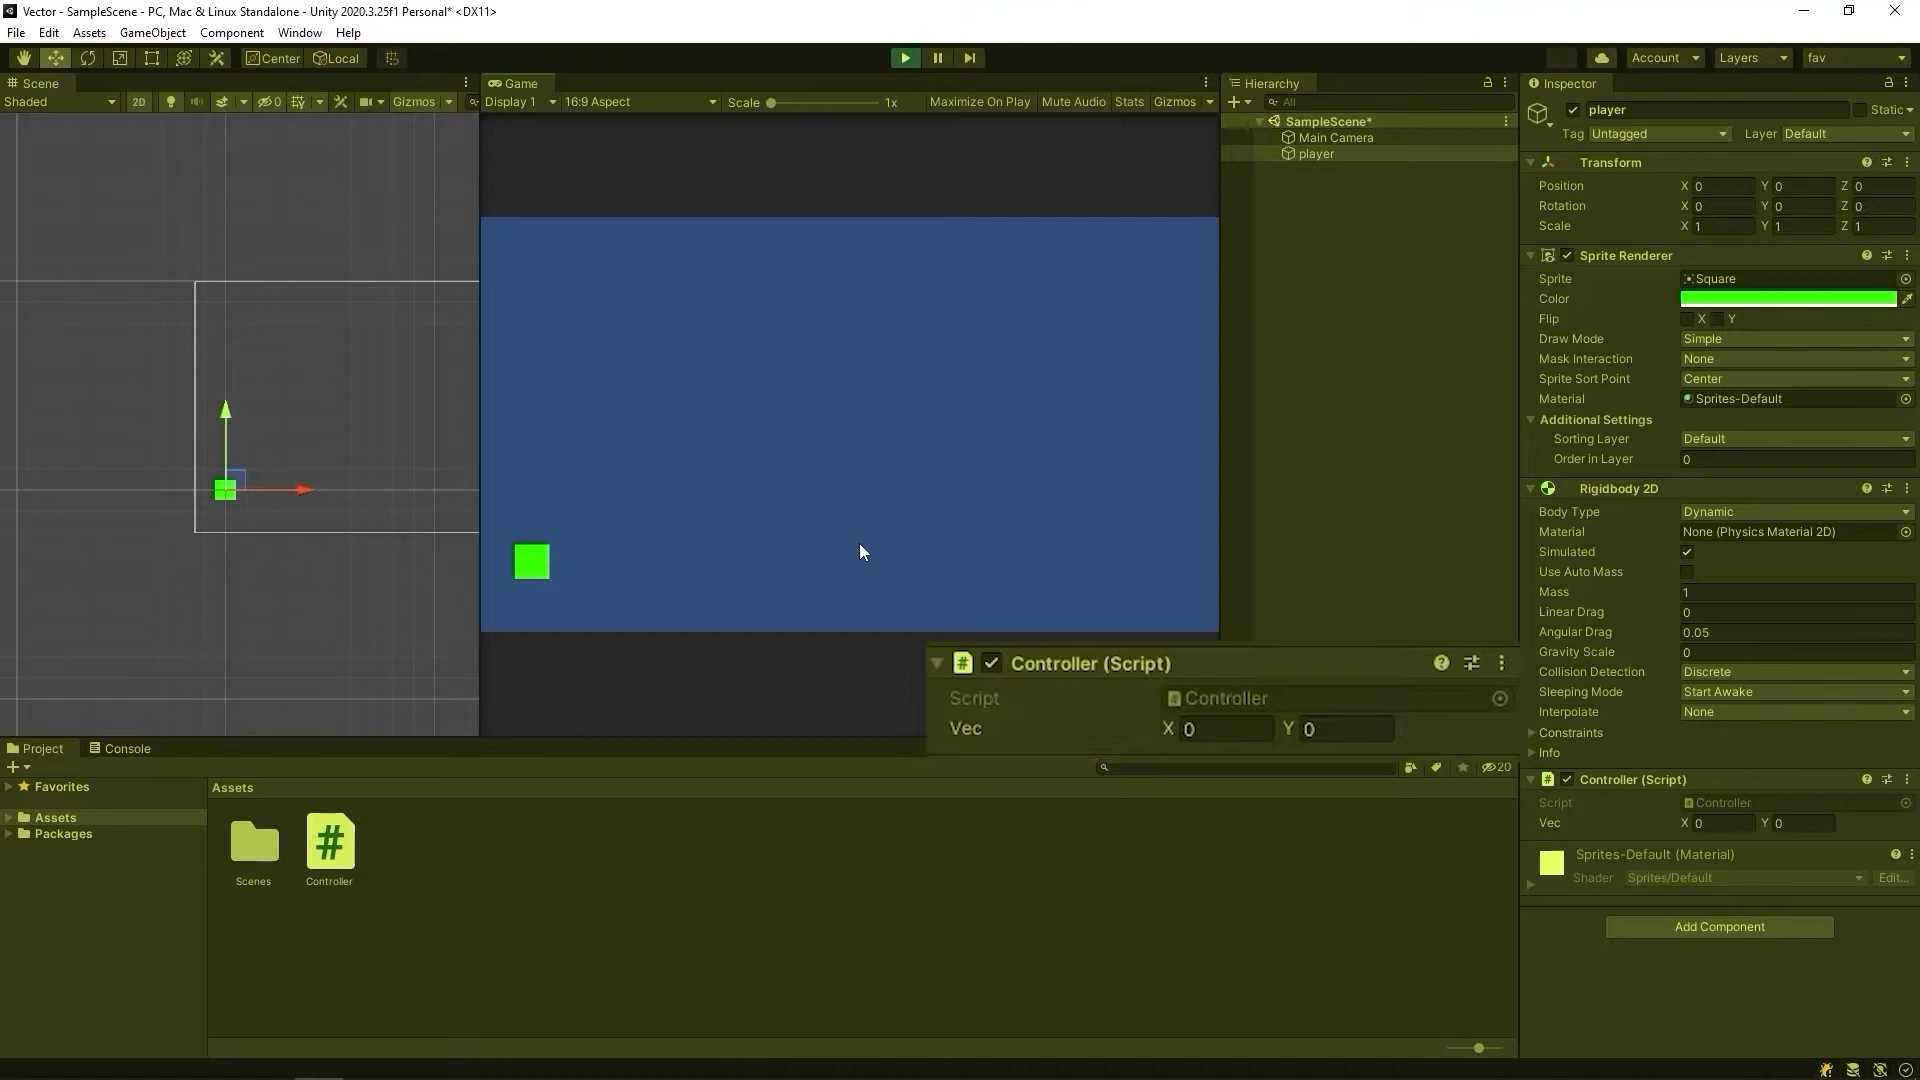 Vector - SampleScene - PC, Mac & Linux Standalone - Unity 2020.3.25f1 Personal* <DX11>
File Edit Assets GameObject Component Window Help
Center Local Account Layers fav
Scene
Shaded 2D 0 Gizmos
Game
Display 1 16:9 Aspect Scale 1x Maximize On Play Mute Audio Stats Gizmos
Hierarchy
All
SampleScene*
Main Camera
player
Inspector
player Static
Tag Untagged Layer Default
Transform
Position X 0 Y 0 Z 0
Rotation X 0 Y 0 Z 0
Scale X 1 Y 1 Z 1
Sprite Renderer
Sprite Square
Color
Flip X Y
Draw Mode Simple
Mask Interaction None
Sprite Sort Point Center
Material Sprites-Default
Additional Settings
Sorting Layer Default
Order in Layer 0
Rigidbody 2D
Body Type Dynamic
Material None (Physics Material 2D)
Simulated
Use Auto Mass
Mass 1
Linear Drag 0
Angular Drag 0.05
Gravity Scale 0
Collision Detection Discrete
Sleeping Mode Start Awake
Interpolate None
Constraints
Info
Controller (Script)
Script Controller
Vec X 0 Y 0
Sprites-Default (Material)
Shader Sprites/Default Edit...
Add Component
Controller (Script)
Script Controller
Vec X 0 Y 0
Project Console
20
Favorites
Assets
Packages
Assets
Scenes Controller